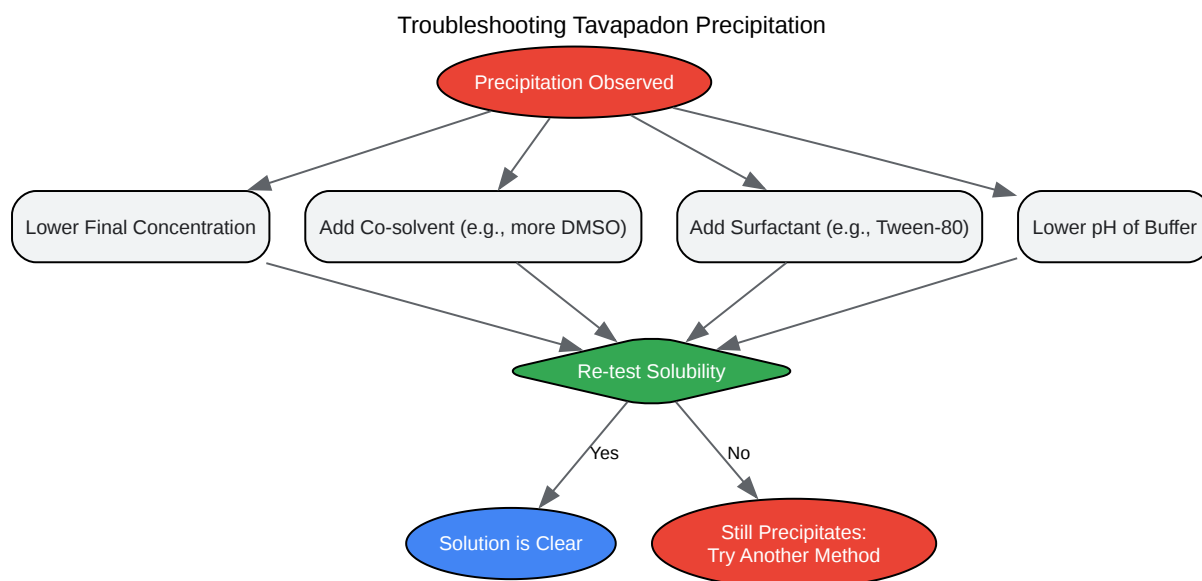 Troubleshooting Tavapadon Precipitation
Precipitation Observed
Lower Final Concentration
Add Co-solvent (e.g., more DMSO)
Add Surfactant (e.g., Tween-80)
Lower pH of Buffer
Re-test Solubility
Yes
No
Solution is Clear
Still Precipitates:
Try Another Method